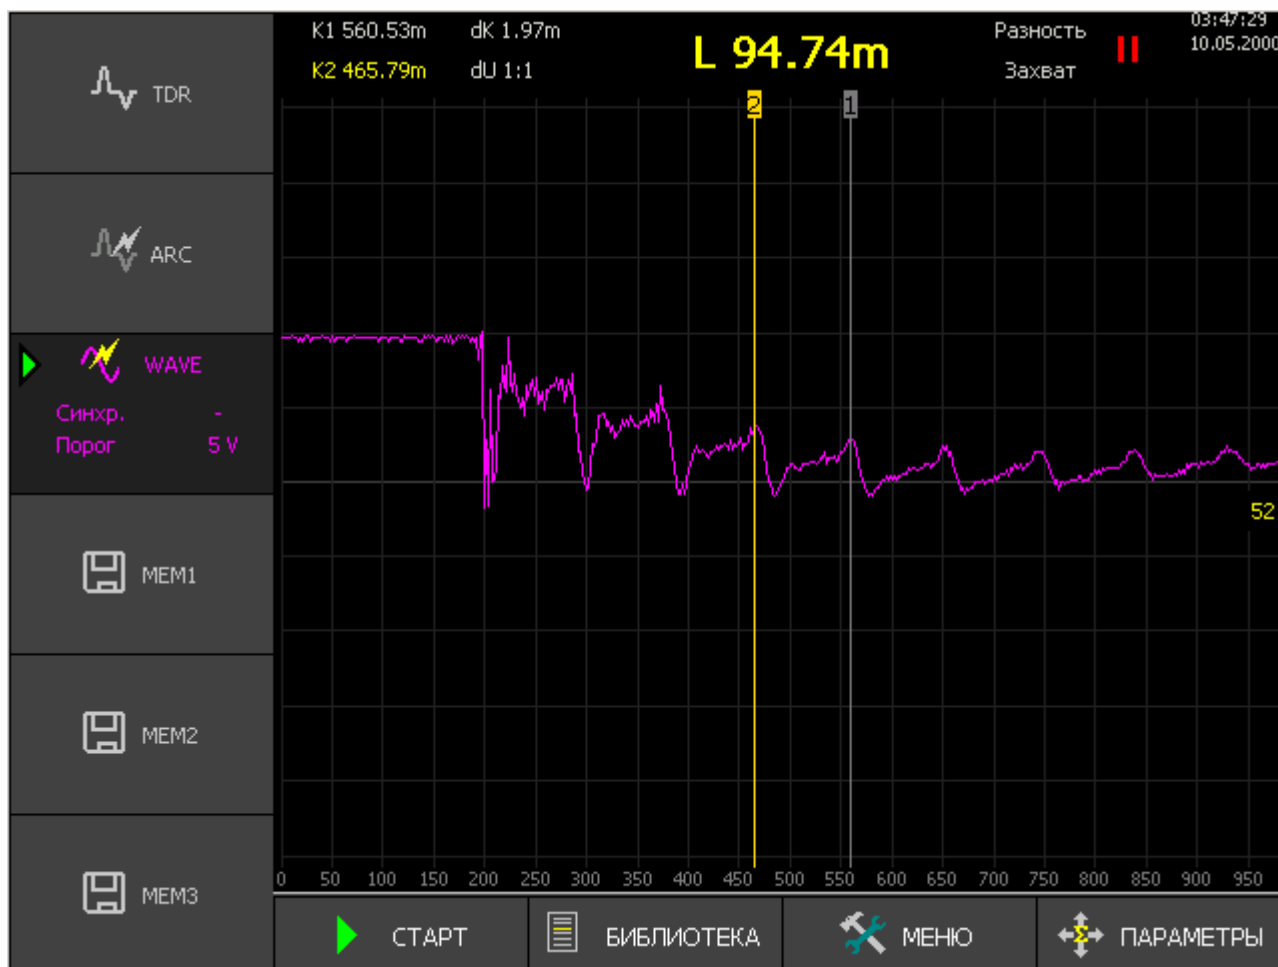 K1 560.53m dK 1.97m L 94.74m Разность 03:47:29
K2 465.79m dU 1:1 Захват 10.05.2000
TDR
ARC
WAVE
Синхр. -
Порог 5 V
MEM1
MEM2
MEM3
2 1
52
0 50 100 150 200 250 300 350 400 450 500 550 600 650 700 750 800 850 900 950
СТАРТ БИБЛИОТЕКА МЕНЮ ПАРАМЕТРЫ